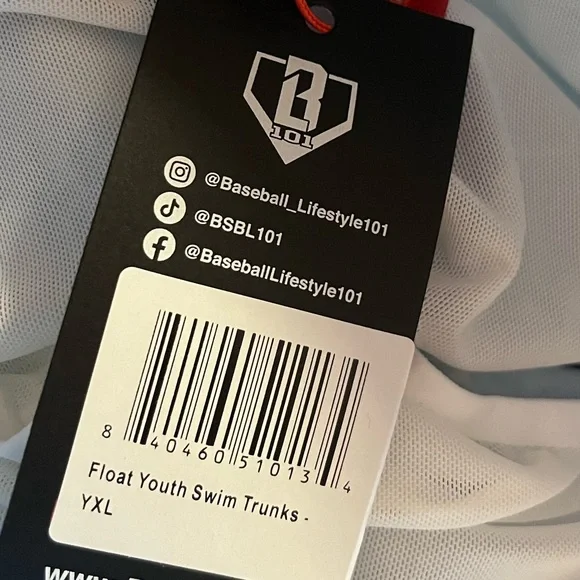 B
101
@Baseball_Lifestyle101
@BSBL101
@BaseballLifestyle101
8 40460 51013 4
Float Youth Swim Trunks -
YXL